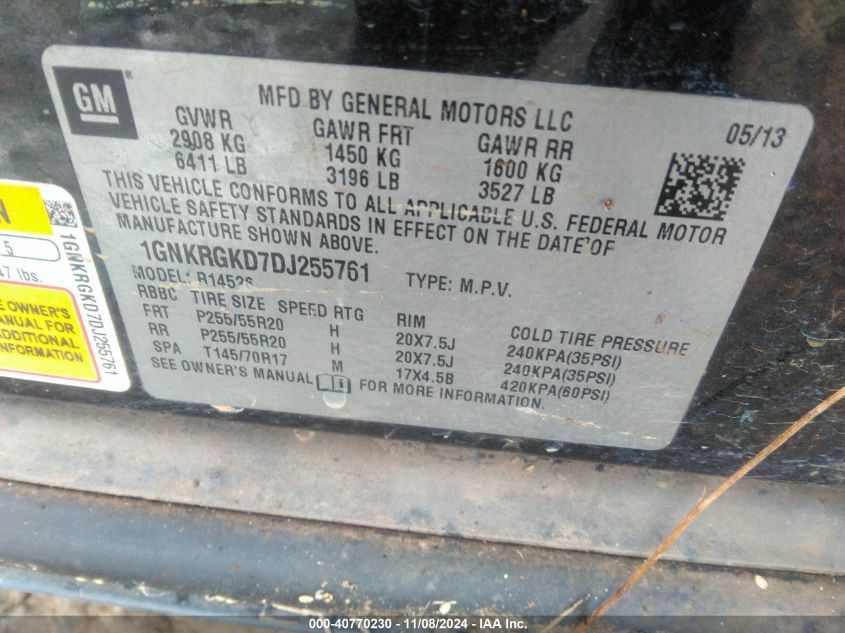 GM
®
MFD BY GENERAL MOTORS LLC
05/13
GVWR GAWR FRT GAWR RR
2908 KG 1450 KG 1600 KG
6411 LB 3196 LB 3527 LB
THIS VEHICLE CONFORMS TO ALL APPLICABLE U.S. FEDERAL MOTOR
VEHICLE SAFETY STANDARDS IN EFFECT ON THE DATE OF
MANUFACTURE SHOWN ABOVE.
1GNKRGKD7DJ255761 TYPE: M.P.V.
MODEL: R14526
RBBC TIRE SIZE SPEED RTG RIM COLD TIRE PRESSURE
FRT P255/55R20 H 20X7.5J 240KPA(35PSI)
RR P255/55R20 H 20X7.5J 240KPA(35PSI)
SPA T145/70R17 M 17X4.5B 420KPA(60PSI)
SEE OWNER'S MANUAL FOR MORE INFORMATION.
N
5
47 lbs.
OWNER'S
MANUAL FOR
ADDITIONAL
INFORMATION
1GNKRGKD7DJ255761
000-40770230 - 11/08/2024 - IAA Inc.